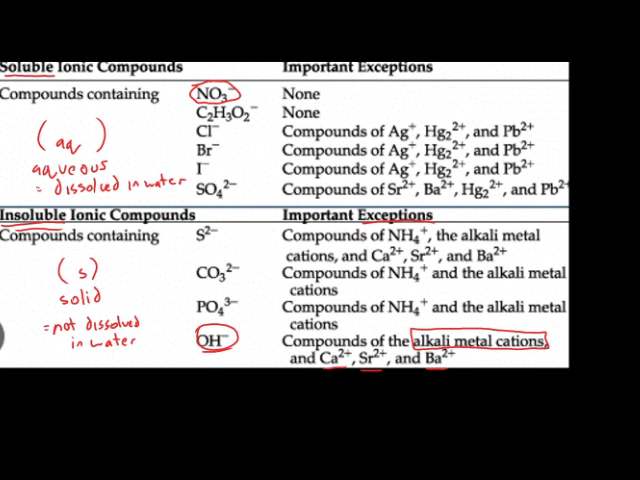 Soluble Ionic Compounds Important Exceptions
Compounds containing NO₃⁻ None
C₂H₃O₂⁻ None
Cl⁻ Compounds of Ag⁺, Hg₂²⁺, and Pb²⁺
Br⁻ Compounds of Ag⁺, Hg₂²⁺, and Pb²⁺
I⁻ Compounds of Ag⁺, Hg₂²⁺, and Pb²⁺
SO₄²⁻ Compounds of Sr²⁺, Ba²⁺, Hg₂²⁺, and Pb²⁺
(aq)
aqueous
= dissolved in water
Insoluble Ionic Compounds Important Exceptions
Compounds containing S²⁻ Compounds of NH₄⁺, the alkali metal
cations, and Ca²⁺, Sr²⁺, and Ba²⁺
CO₃²⁻ Compounds of NH₄⁺ and the alkali metal
cations
PO₄³⁻ Compounds of NH₄⁺ and the alkali metal
cations
OH⁻ Compounds of the alkali metal cations,
and Ca²⁺, Sr²⁺, and Ba²⁺
(s)
solid
=not dissolved
in water